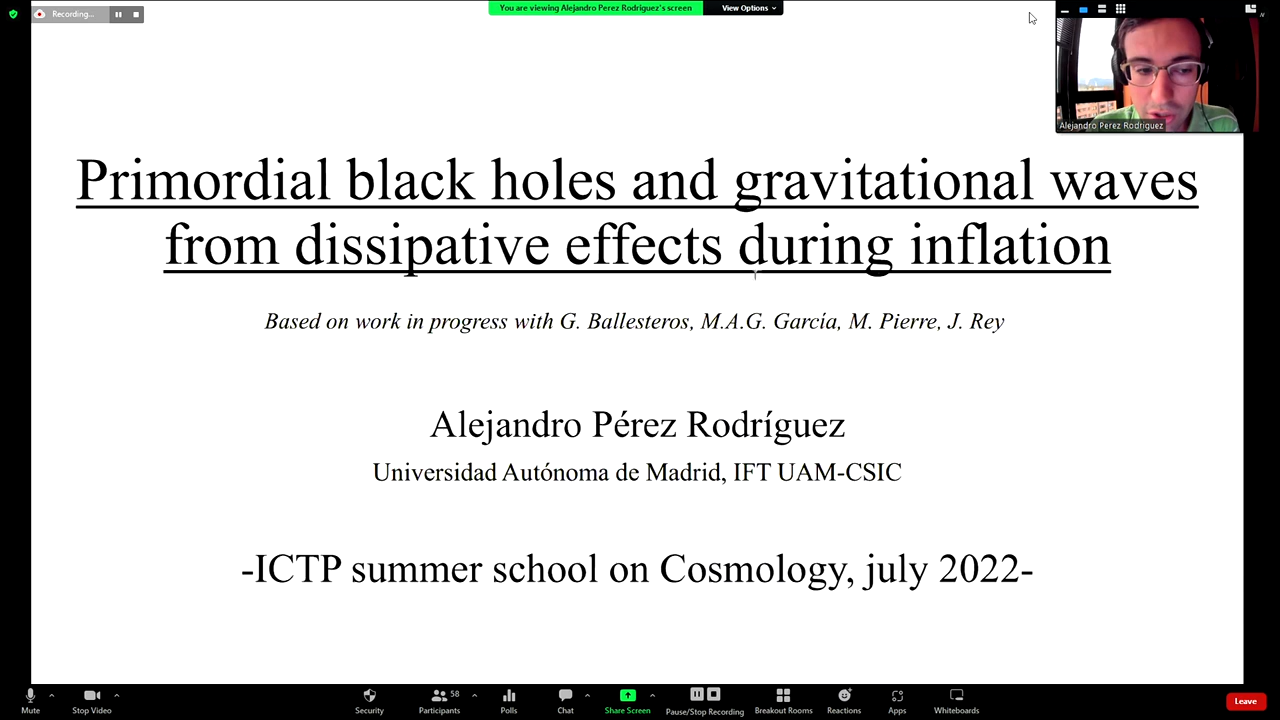 Recording...
You are viewing Alejandro Perez Rodriguez's screen
View Options
Alejandro Perez Rodriguez
Primordial black holes and gravitational waves
from dissipative effects during inflation
Based on work in progress with G. Ballesteros, M.A.G. García, M. Pierre, J. Rey
Alejandro Pérez Rodríguez
Universidad Autónoma de Madrid, IFT UAM-CSIC
-ICTP summer school on Cosmology, july 2022-
Mute
Stop Video
Security
Participants
58
Polls
Chat
Share Screen
Pause/Stop Recording
Breakout Rooms
Reactions
Apps
Whiteboards
Leave